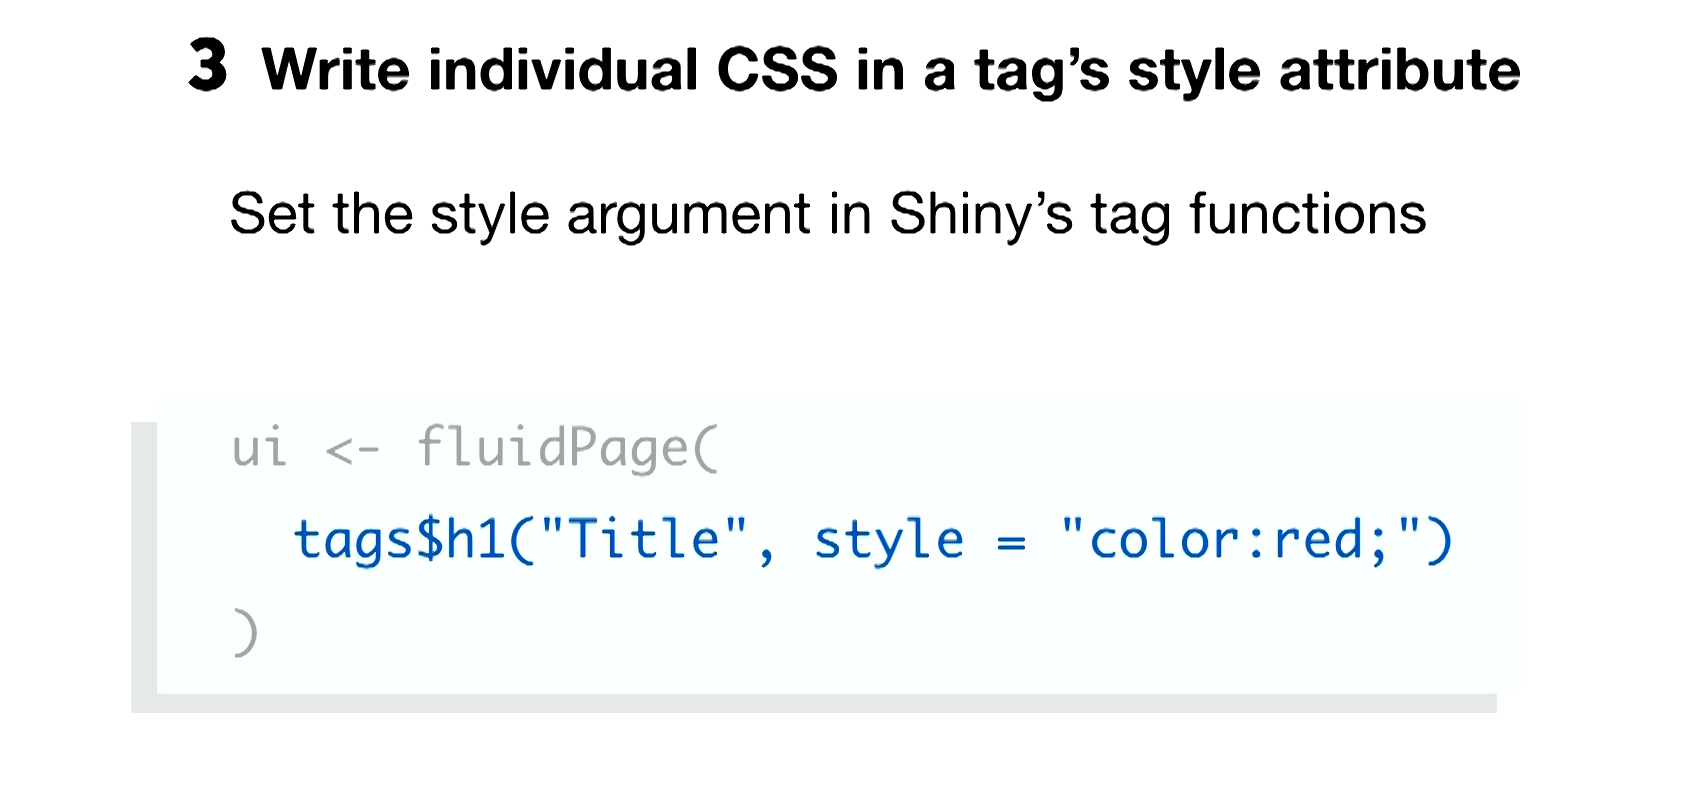 3 Write individual CSS in a tag’s style attribute
Set the style argument in Shiny’s tag functions
ui <- fluidPage(
  tags$h1("Title", style = "color:red;")
)